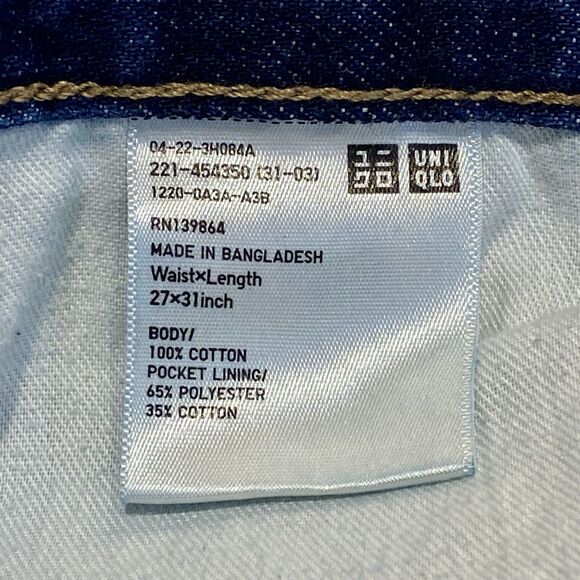 04-22-3H084A
221-454350 (31-03)
1220-0A3A-A3B
ユニ
クロ
UNI
QLO
RN139864
MADE IN BANGLADESH
Waist×Length
27×31inch
BODY/
100% COTTON
POCKET LINING/
65% POLYESTER
35% COTTON